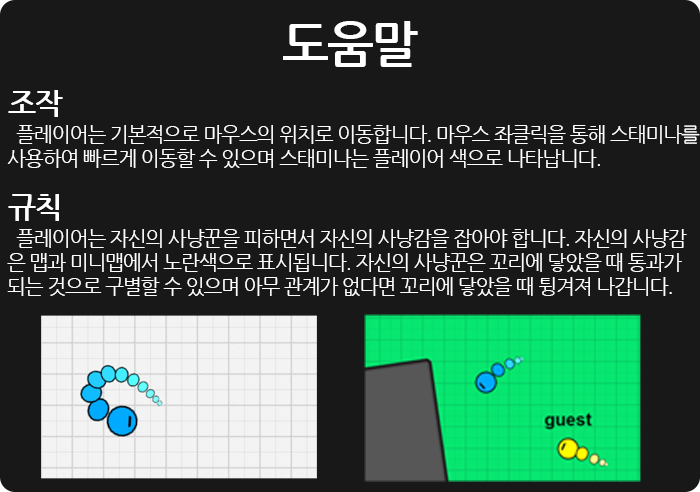 도움말
조작
플레이어는 기본적으로 마우스의 위치로 이동합니다. 마우스 좌클릭을 통해 스태미나를
사용하여 빠르게 이동할 수 있으며 스태미나는 플레이어 색으로 나타납니다.
규칙
플레이어는 자신의 사냥꾼을 피하면서 자신의 사냥감을 잡아야 합니다. 자신의 사냥감
은 맵과 미니맵에서 노란색으로 표시됩니다. 자신의 사냥꾼은 꼬리에 닿았을 때 통과가
되는 것으로 구별할 수 있으며 아무 관계가 없다면 꼬리에 닿았을 때 튕겨져 나갑니다.
guest